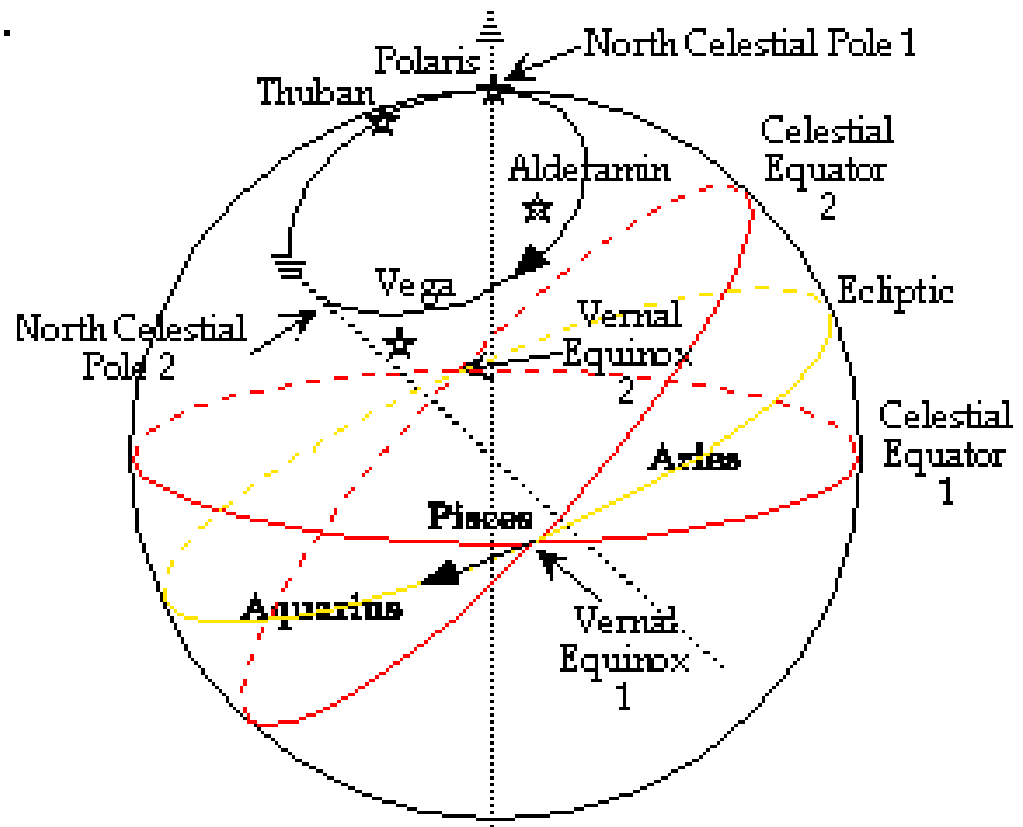 North Celestial Pole 1
Polaris
Thuban
Celestial
Equator
2
Alderamin
Vega
Ecliptic
Vernal
Equinox
2
North Celestial
Pole 2
Celestial
Equator
1
Aries
Pisces
Aquarius
Vernal
Equinox
1